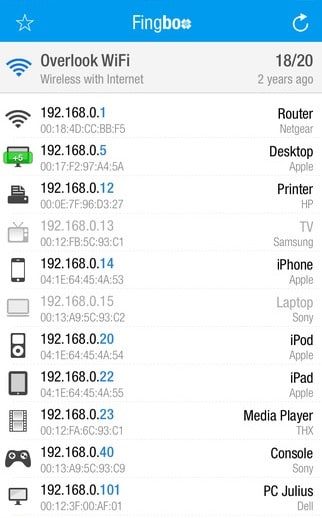 Fingbox
Overlook WiFi 18/20
Wireless with Internet 2 years ago
192.168.0.1 Router
00:18:4D:CC:BB:F5 Netgear
+5 192.168.0.5 Desktop
00:17:F2:97:A4:5A Apple
192.168.0.12 Printer
00:0E:7F:96:D3:27 HP
192.168.0.13 TV
00:12:FB:5C:93:C1 Samsung
192.168.0.14 iPhone
04:1E:64:45:4A:53 Apple
192.168.0.15 Laptop
00:13:A9:5C:93:C2 Sony
192.168.0.20 iPod
04:1E:64:45:4A:54 Apple
192.168.0.22 iPad
04:1E:64:45:4A:55 Apple
192.168.0.23 Media Player
00:12:FA:6C:93:C1 THX
192.168.0.40 Console
00:13:A9:5C:93:C9 Sony
192.168.0.101 PC Julius
00:12:3F:00:AF:01 Dell